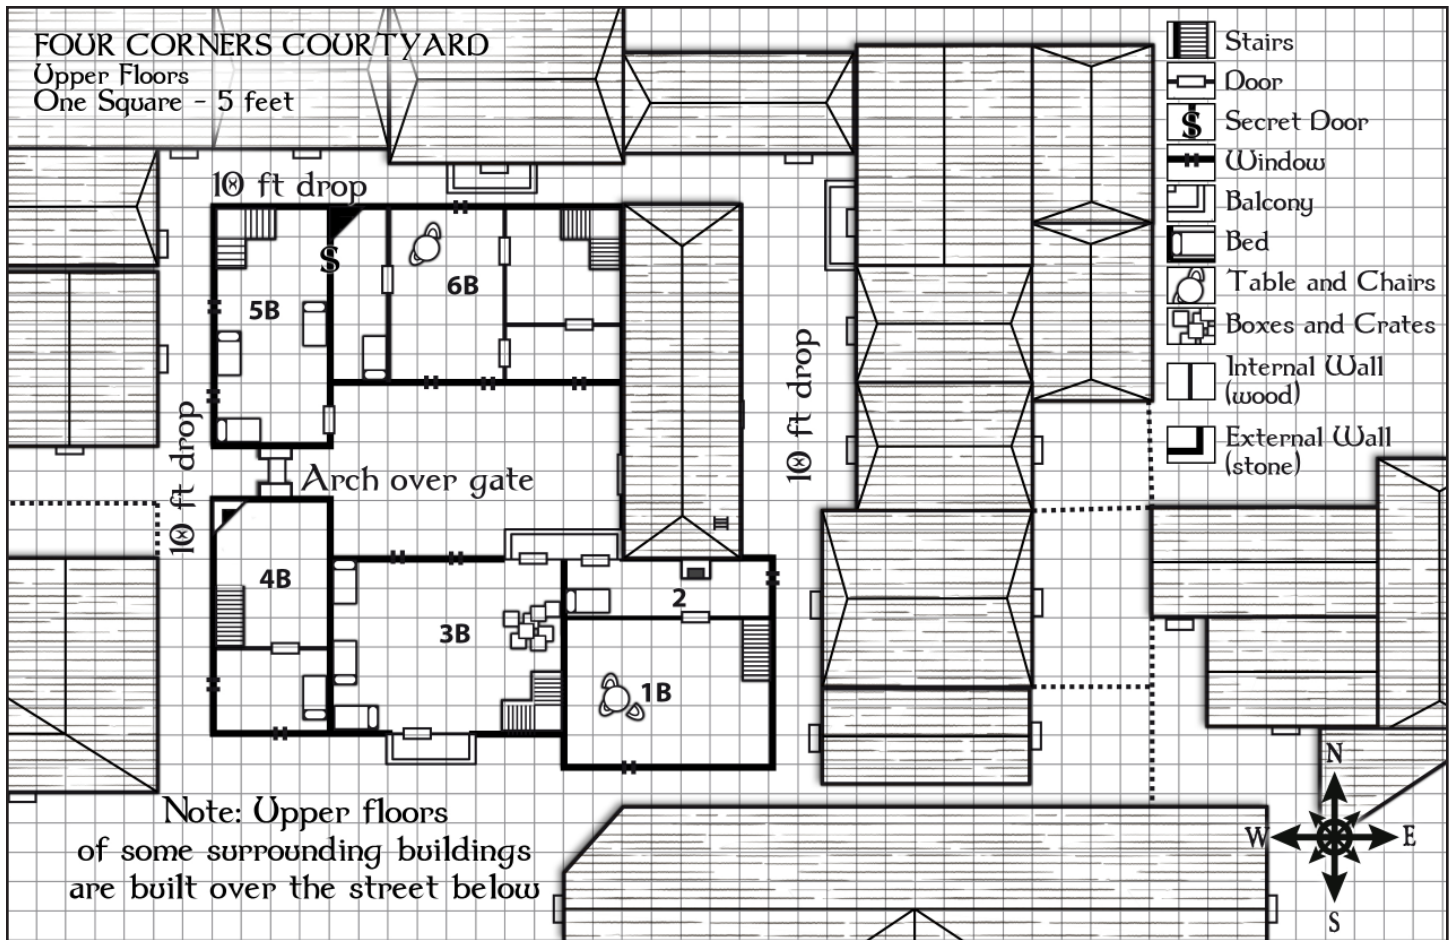 FOUR CORNERS COURTYARD
Upper Floors
One Square - 5 feet
Stairs
Door
S
Secret Door
Window
Balcony
Bed
Table and Chairs
Boxes and Crates
Internal Wall
(wood)
External Wall
(stone)
10 ft drop
S
5B
6B
10 ft drop
10 ft drop
Arch over gate
4B
3B
2
1B
Note: Upper floors
of some surrounding buildings
are built over the street below
N
W
E
S